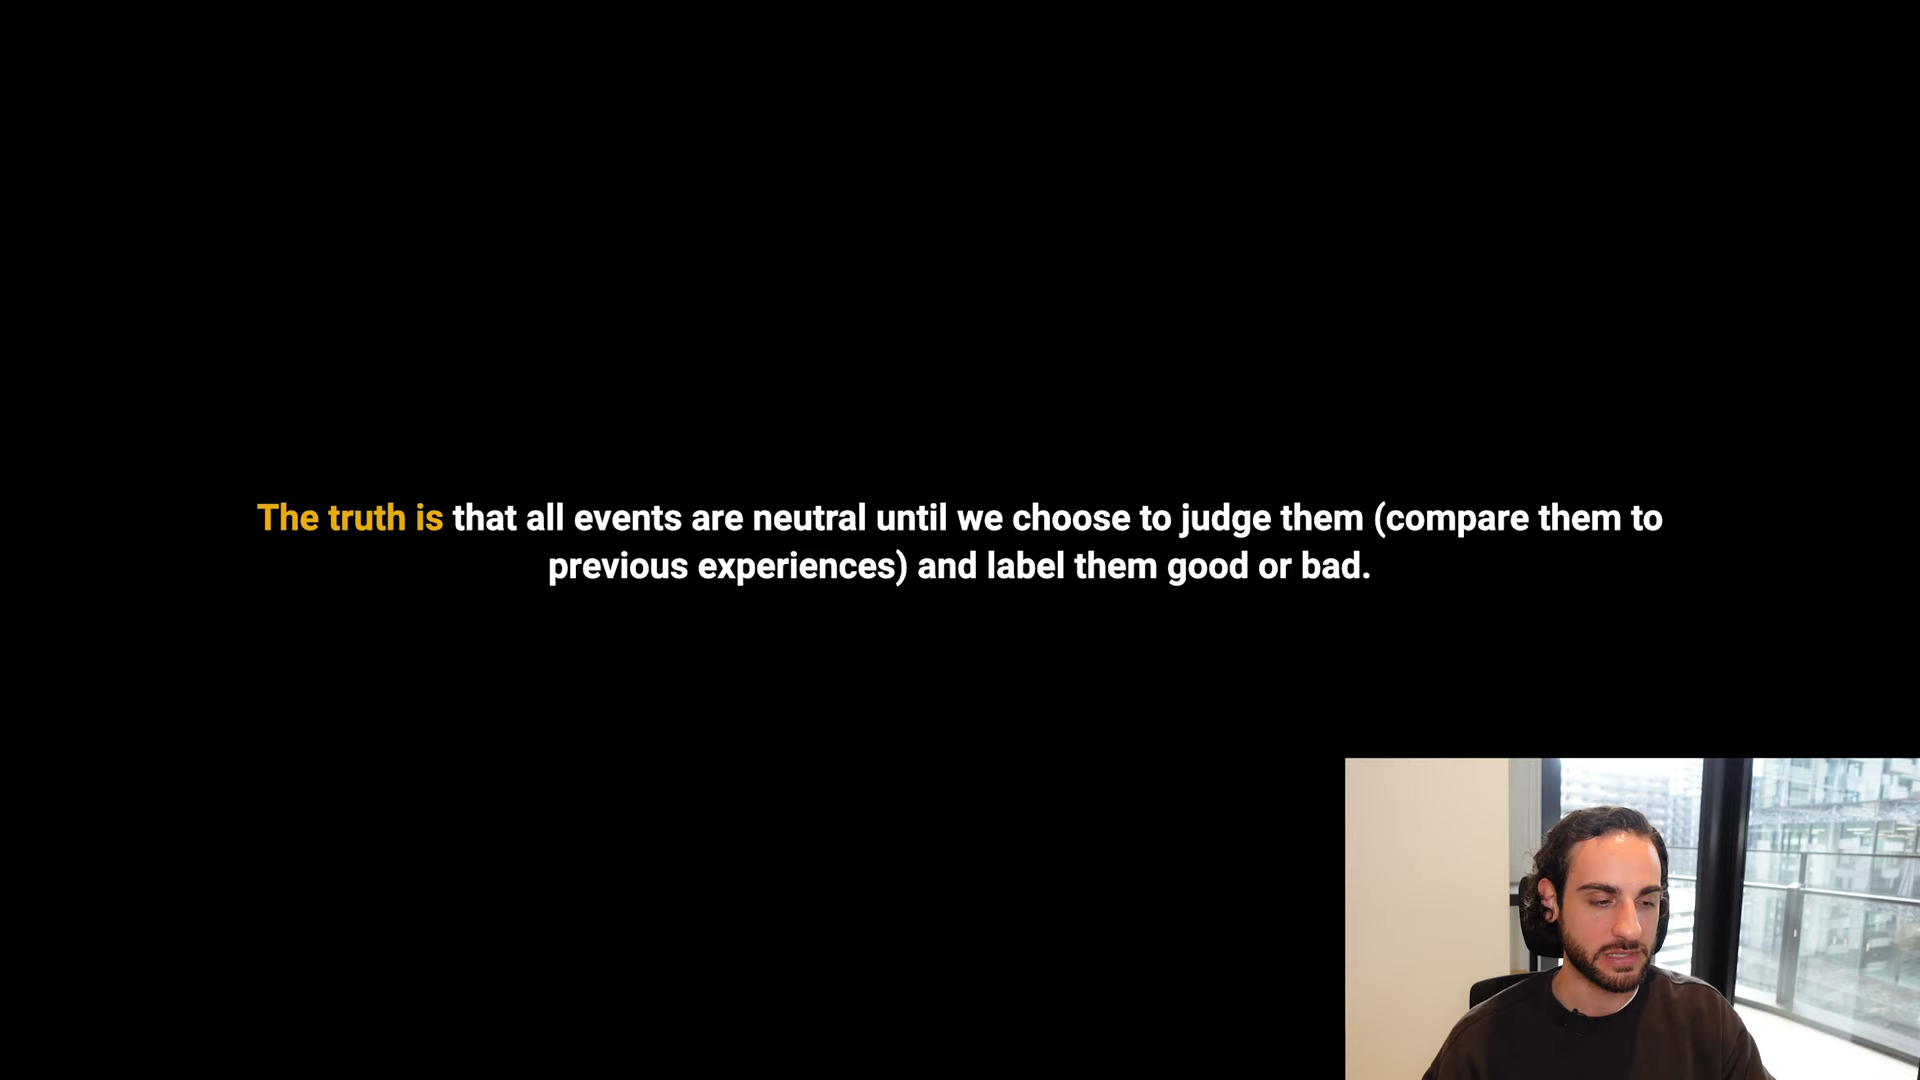 The truth is that all events are neutral until we choose to judge them (compare them to
previous experiences) and label them good or bad.